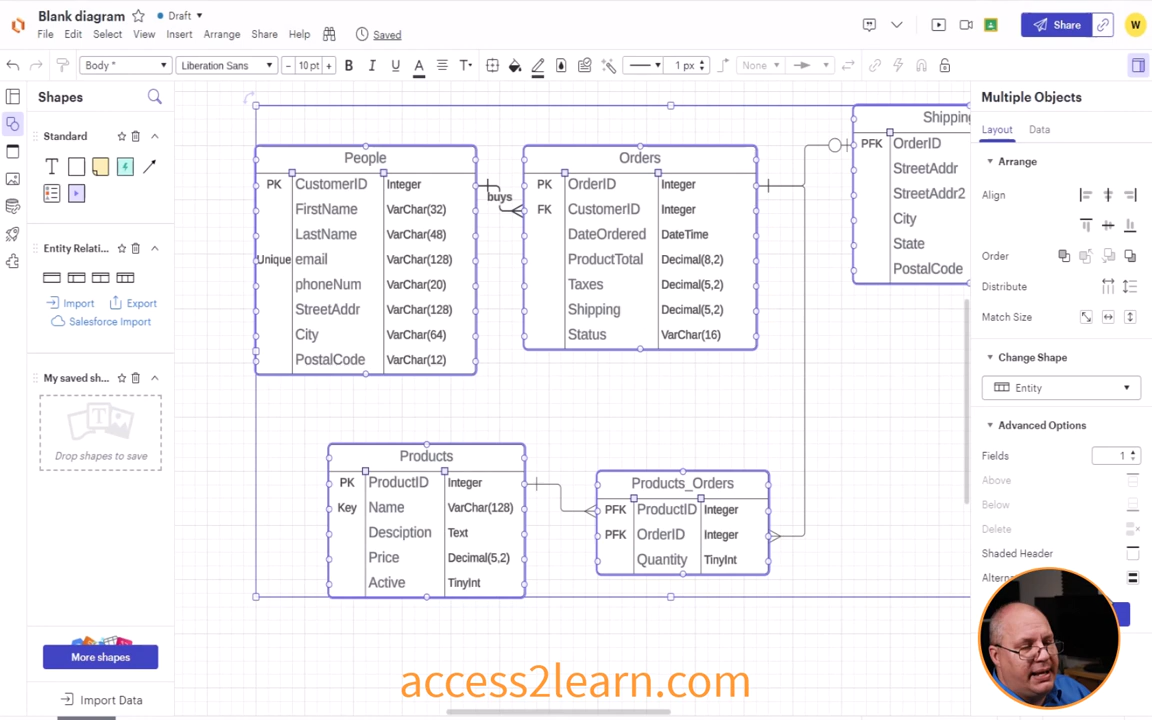 Blank diagram
Draft
File Edit Select View Insert Arrange Share Help Saved
Share
W
Body *
Liberation Sans
− 10 pt +
B I U A T
1 px
None
Shapes
Standard
T
Entity Relati...
Import
Export
Salesforce Import
My saved sh...
T
Drop shapes to save
More shapes
Import Data
People
PK CustomerID Integer
FirstName VarChar(32)
LastName VarChar(48)
Unique email VarChar(128)
phoneNum VarChar(20)
StreetAddr VarChar(128)
City VarChar(64)
PostalCode VarChar(12)
buys
Orders
PK OrderID Integer
FK CustomerID Integer
DateOrdered DateTime
ProductTotal Decimal(8,2)
Taxes Decimal(5,2)
Shipping Decimal(5,2)
Status VarChar(16)
Shipping
PFK OrderID
StreetAddr
StreetAddr2
City
State
PostalCode
Products
PK ProductID Integer
Key Name VarChar(128)
Desciption Text
Price Decimal(5,2)
Active TinyInt
Products_Orders
PFK ProductID Integer
PFK OrderID Integer
Quantity TinyInt
Multiple Objects
Layout Data
Arrange
Align
Order
Distribute
Match Size
Change Shape
Entity
Advanced Options
Fields 1
Above
Below
Delete
Shaded Header
access2learn.com